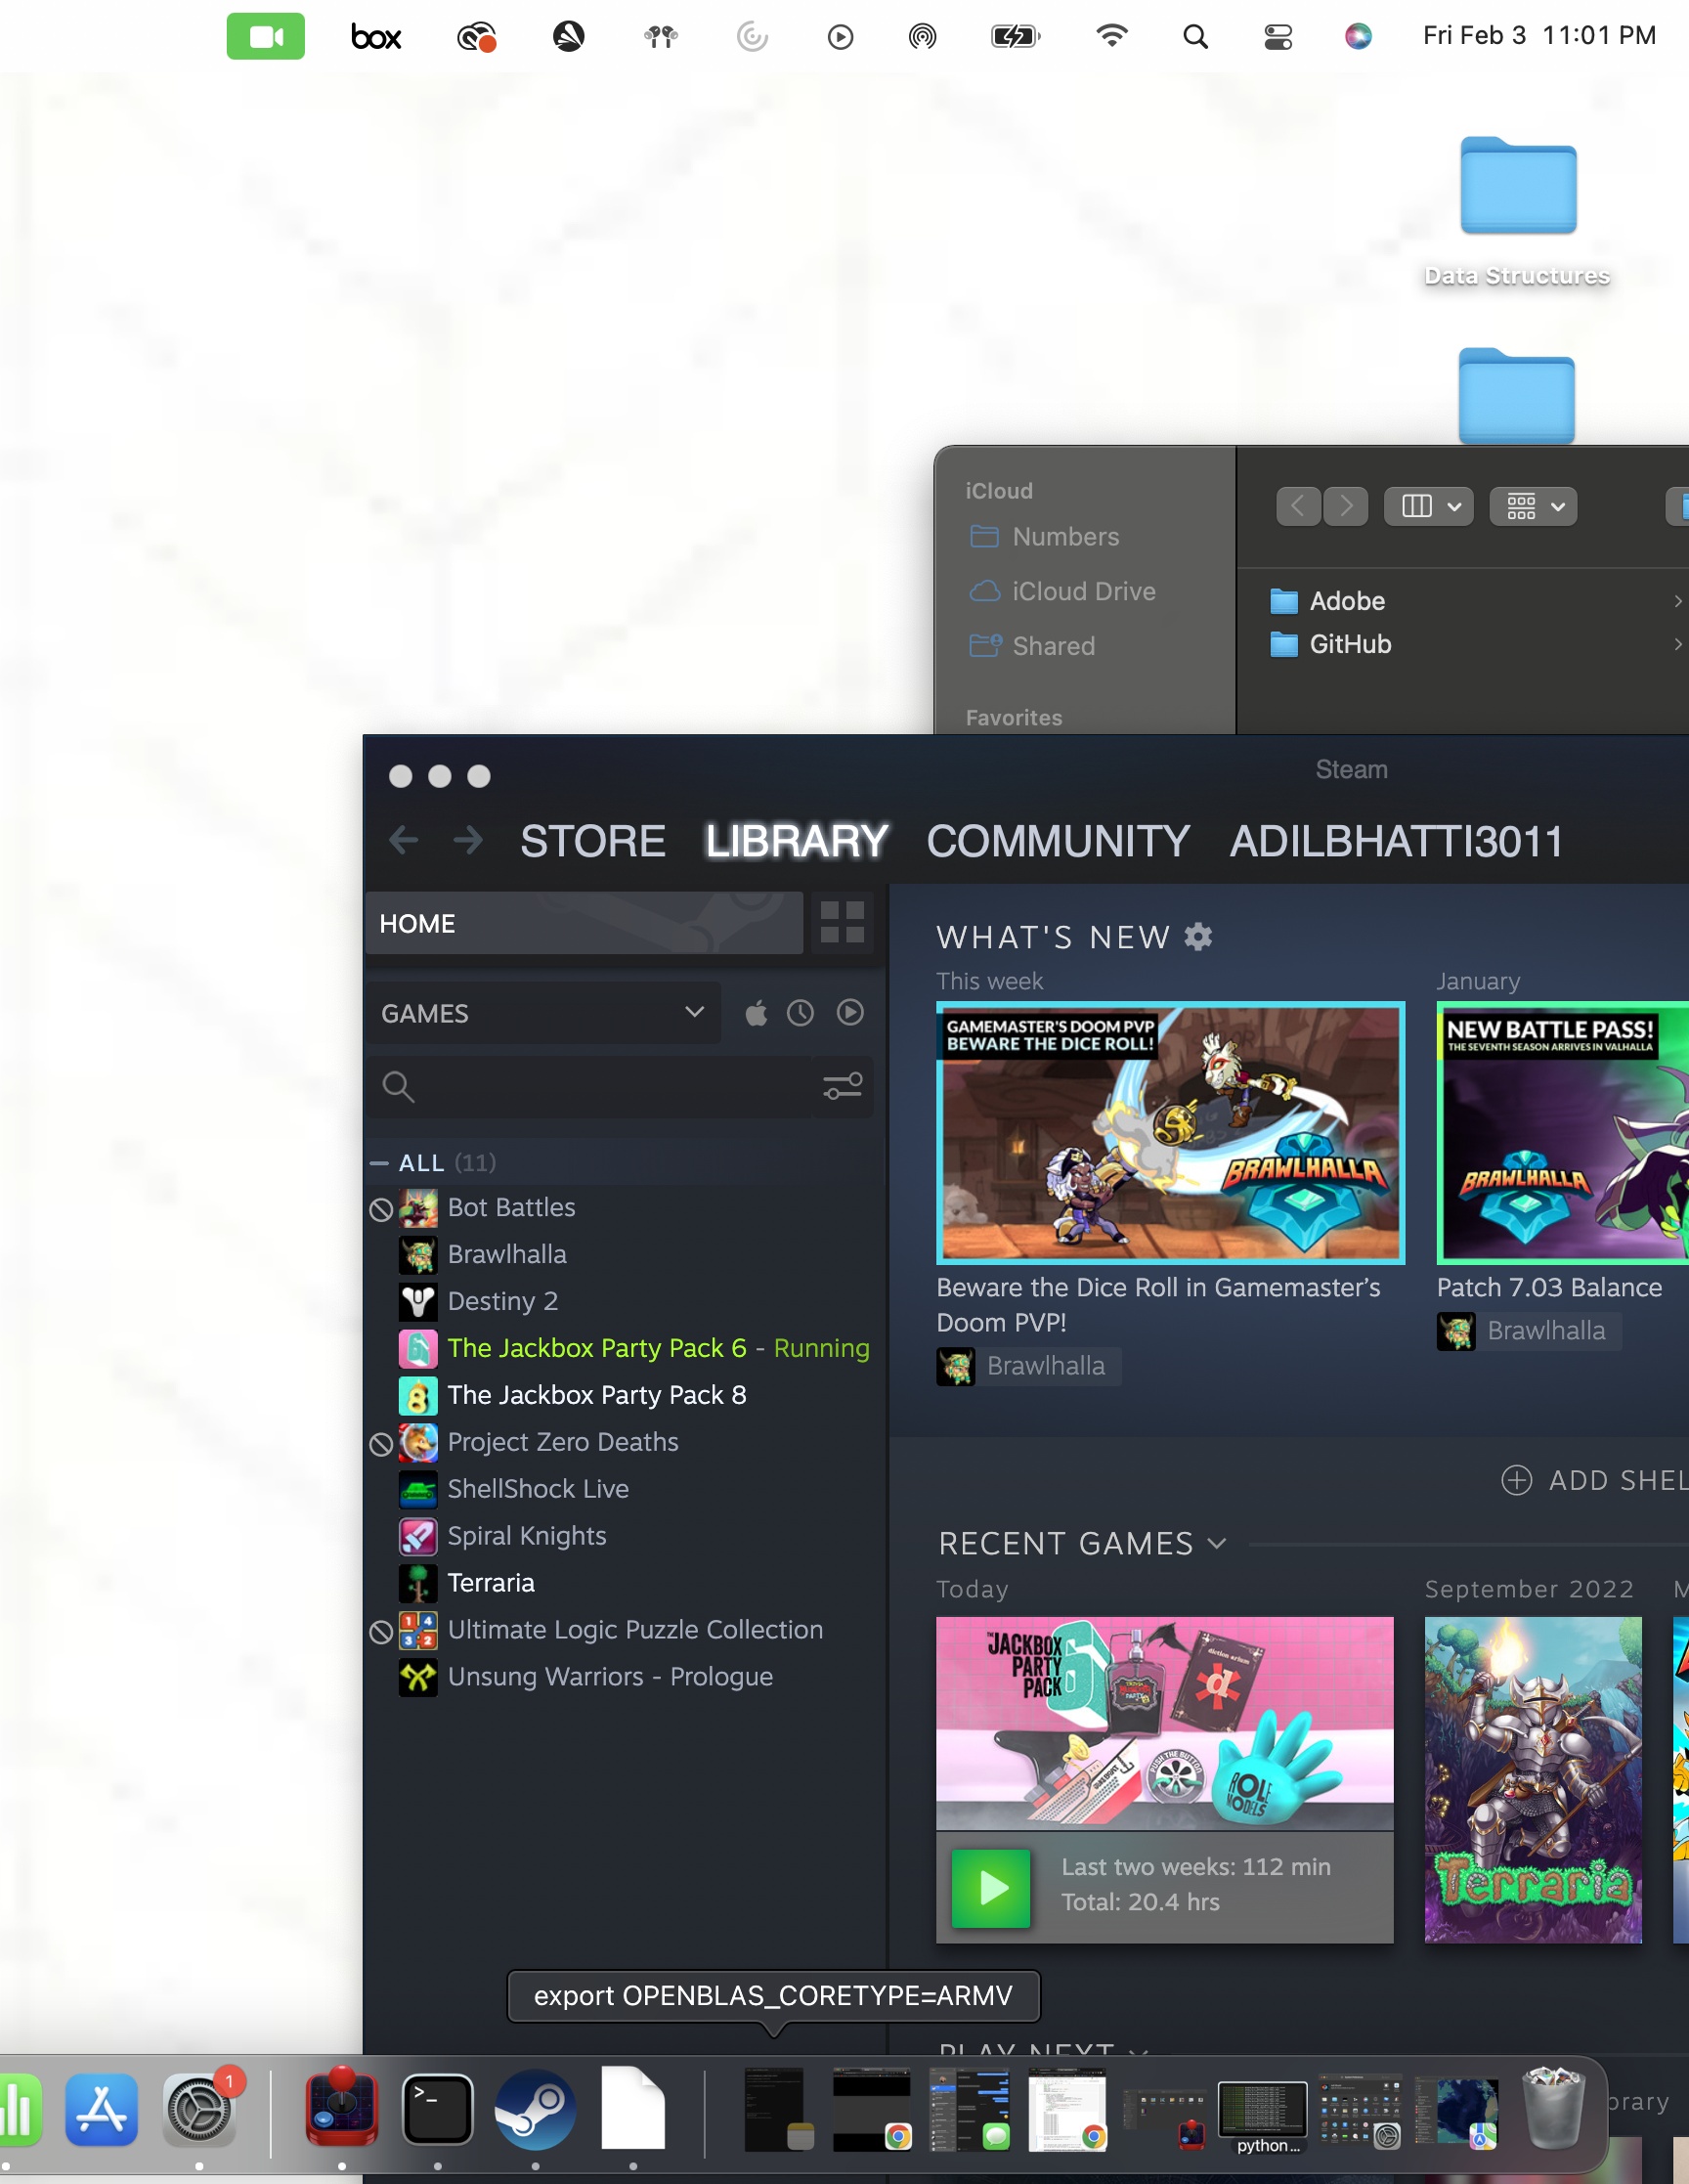 box
Fri Feb 3 11:01 PM
Data Structures
iCloud
Numbers
iCloud Drive
Shared
Favorites
Adobe
GitHub
Steam
STORE LIBRARY COMMUNITY ADILBHATTI3011
HOME
GAMES
ALL (11)
Bot Battles
Brawlhalla
Destiny 2
The Jackbox Party Pack 6 - Running
The Jackbox Party Pack 8
Project Zero Deaths
ShellShock Live
Spiral Knights
Terraria
Ultimate Logic Puzzle Collection
Unsung Warriors - Prologue
WHAT'S NEW
This week
January
GAMEMASTER'S DOOM PVP
BEWARE THE DICE ROLL!
BRAWLHALLA
NEW BATTLE PASS!
THE SEVENTH SEASON ARRIVES IN VALHALLA
BRAWLHALLA
Beware the Dice Roll in Gamemaster's
Doom PVP!
Brawlhalla
Patch 7.03 Balance
Brawlhalla
ADD SHEL
RECENT GAMES
Today
September 2022
M
THE JACKBOX
PARTY
PACK
6
diction arium
d
PUSH THE BUTTON
ROLE
MODELS
Terraria
Last two weeks: 112 min
Total: 20.4 hrs
export OPENBLAS_CORETYPE=ARMV
PLAY NEXT
1
>_
python...
brary